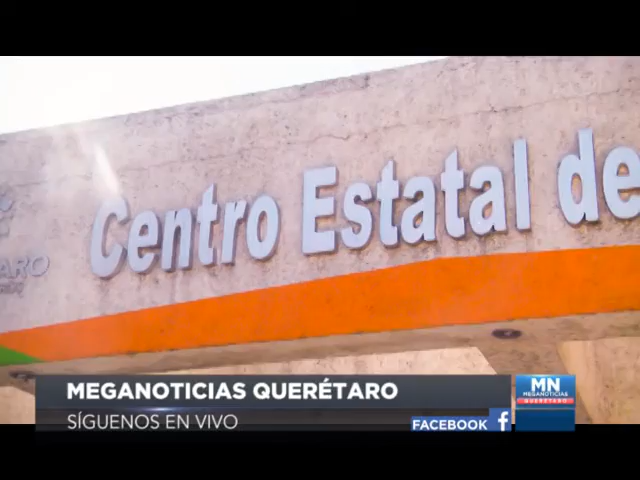 Centro Estatal de
MEGANOTICIAS QUERÉTARO
SÍGUENOS EN VIVO
FACEBOOK f
MN
MEGANOTICIAS
QUERÉTARO